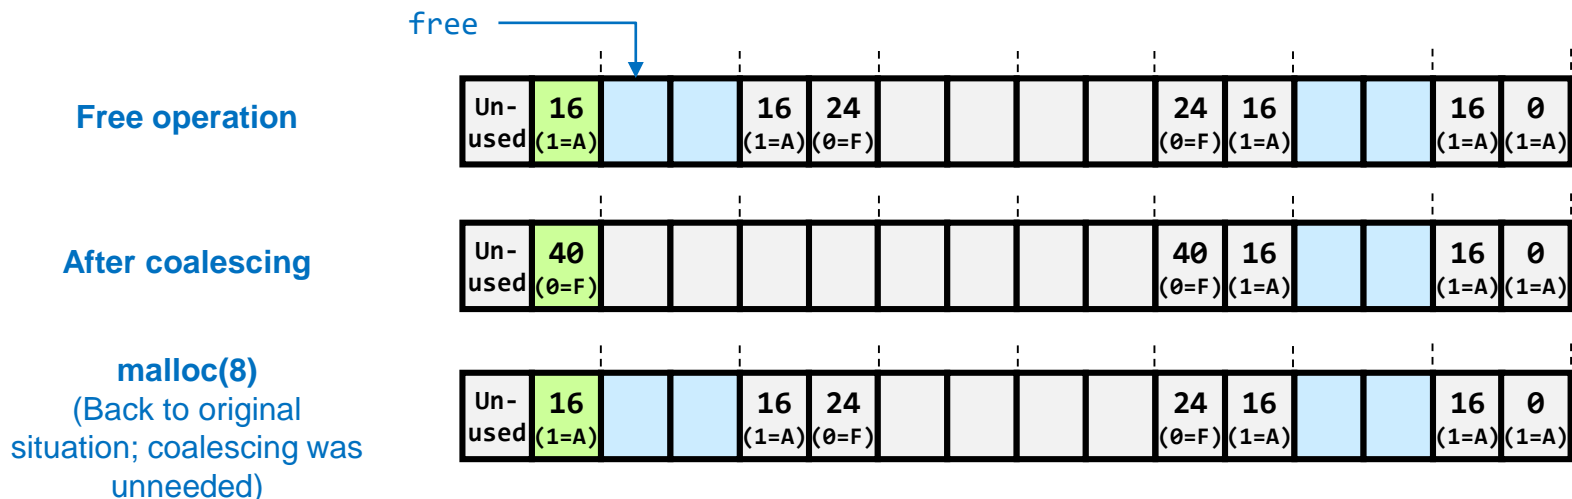 free
Free operation
Un- 16 16 24 24 16 16 0
used (1=A) (1=A) (0=F) (0=F) (1=A) (1=A) (1=A)
After coalescing
Un- 40 40 16 16 0
used (0=F) (0=F) (1=A) (1=A) (1=A)
malloc(8)
(Back to original
situation; coalescing was
unneeded)
Un- 16 16 24 24 16 16 0
used (1=A) (1=A) (0=F) (0=F) (1=A) (1=A) (1=A)